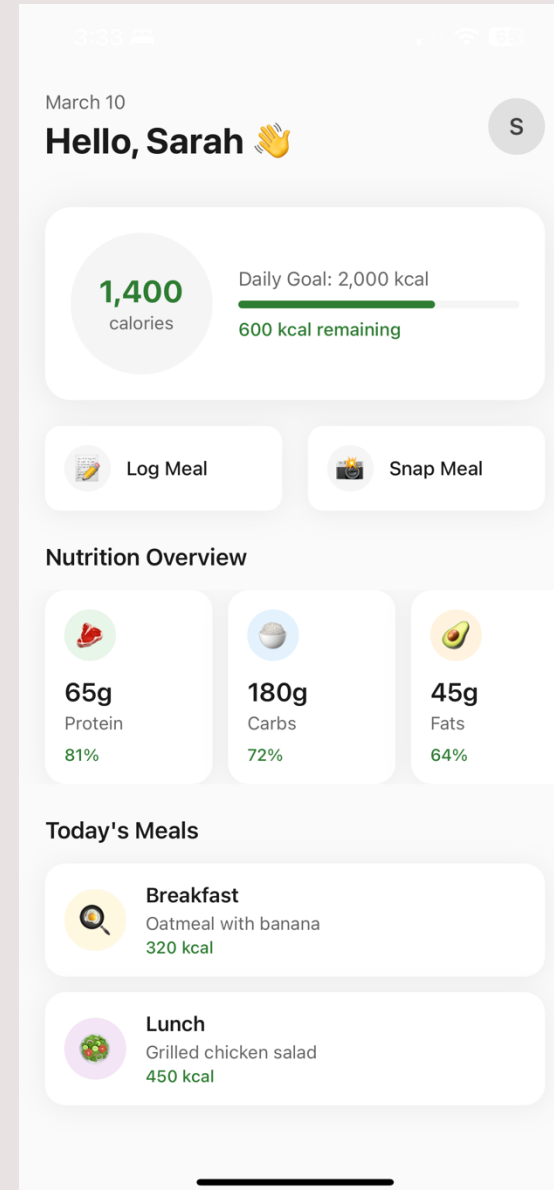 3:33
March 10
Hello, Sarah 👋
S
1,400
calories
Daily Goal: 2,000 kcal
600 kcal remaining
Log Meal
Snap Meal
Nutrition Overview
65g
Protein
81%
180g
Carbs
72%
45g
Fats
64%
Today's Meals
Breakfast
Oatmeal with banana
320 kcal
Lunch
Grilled chicken salad
450 kcal